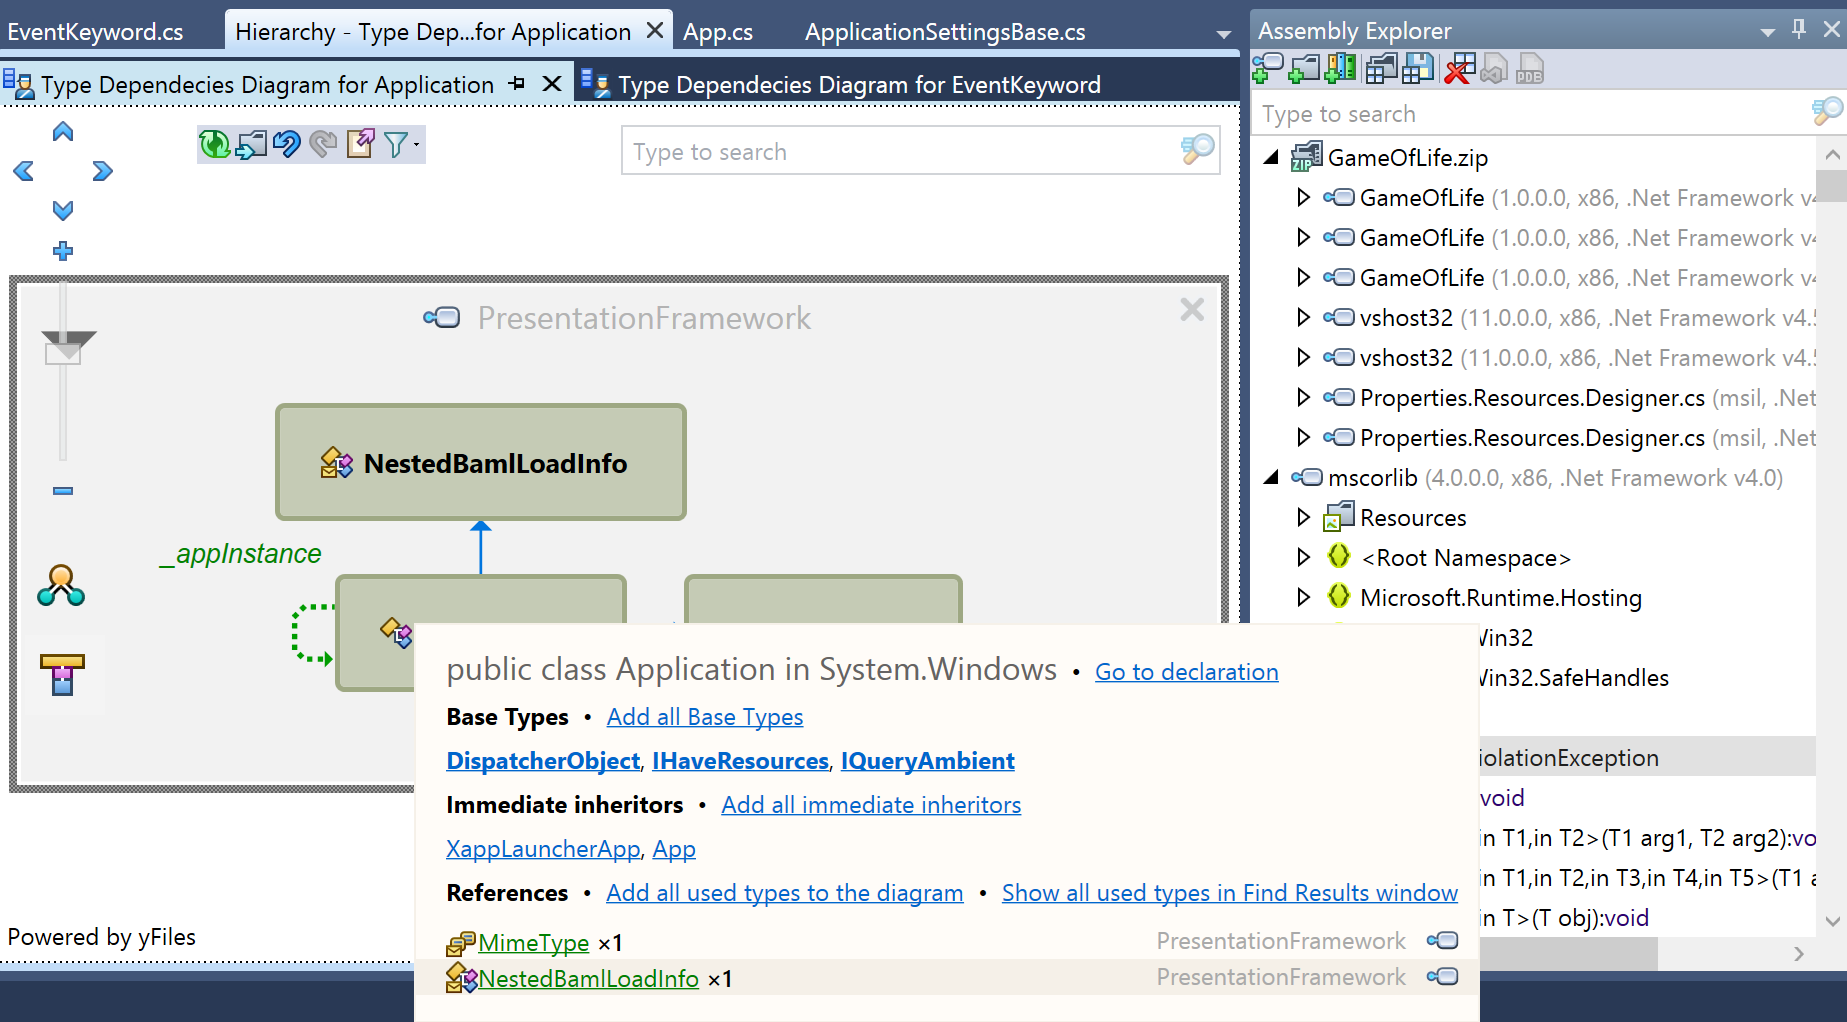 EventKeyword.cs
Hierarchy - Type Dep...for Application
App.cs
ApplicationSettingsBase.cs
Type Dependecies Diagram for Application
Type Dependecies Diagram for EventKeyword
Type to search
PresentationFramework
NestedBamlLoadInfo
_appInstance
public class Application in System.Windows • Go to declaration
Base Types • Add all Base Types
DispatcherObject, IHaveResources, IQueryAmbient
Immediate inheritors • Add all immediate inheritors
XappLauncherApp, App
References • Add all used types to the diagram • Show all used types in Find Results window
MimeType ×1 PresentationFramework
NestedBamlLoadInfo ×1 PresentationFramework
Powered by yFiles
Assembly Explorer
PDB
Type to search
ZIP GameOfLife.zip
GameOfLife (1.0.0.0, x86, .Net Framework v4
GameOfLife (1.0.0.0, x86, .Net Framework v4
GameOfLife (1.0.0.0, x86, .Net Framework v4
vshost32 (11.0.0.0, x86, .Net Framework v4.5
vshost32 (11.0.0.0, x86, .Net Framework v4.5
Properties.Resources.Designer.cs (msil, .Net
Properties.Resources.Designer.cs (msil, .Net
mscorlib (4.0.0.0, x86, .Net Framework v4.0)
Resources
<Root Namespace>
Microsoft.Runtime.Hosting
Win32
Win32.SafeHandles
iolationException
void
in T1,in T2>(T1 arg1, T2 arg2):vo
in T1,in T2,in T3,in T4,in T5>(T1 a
in T>(T obj):void